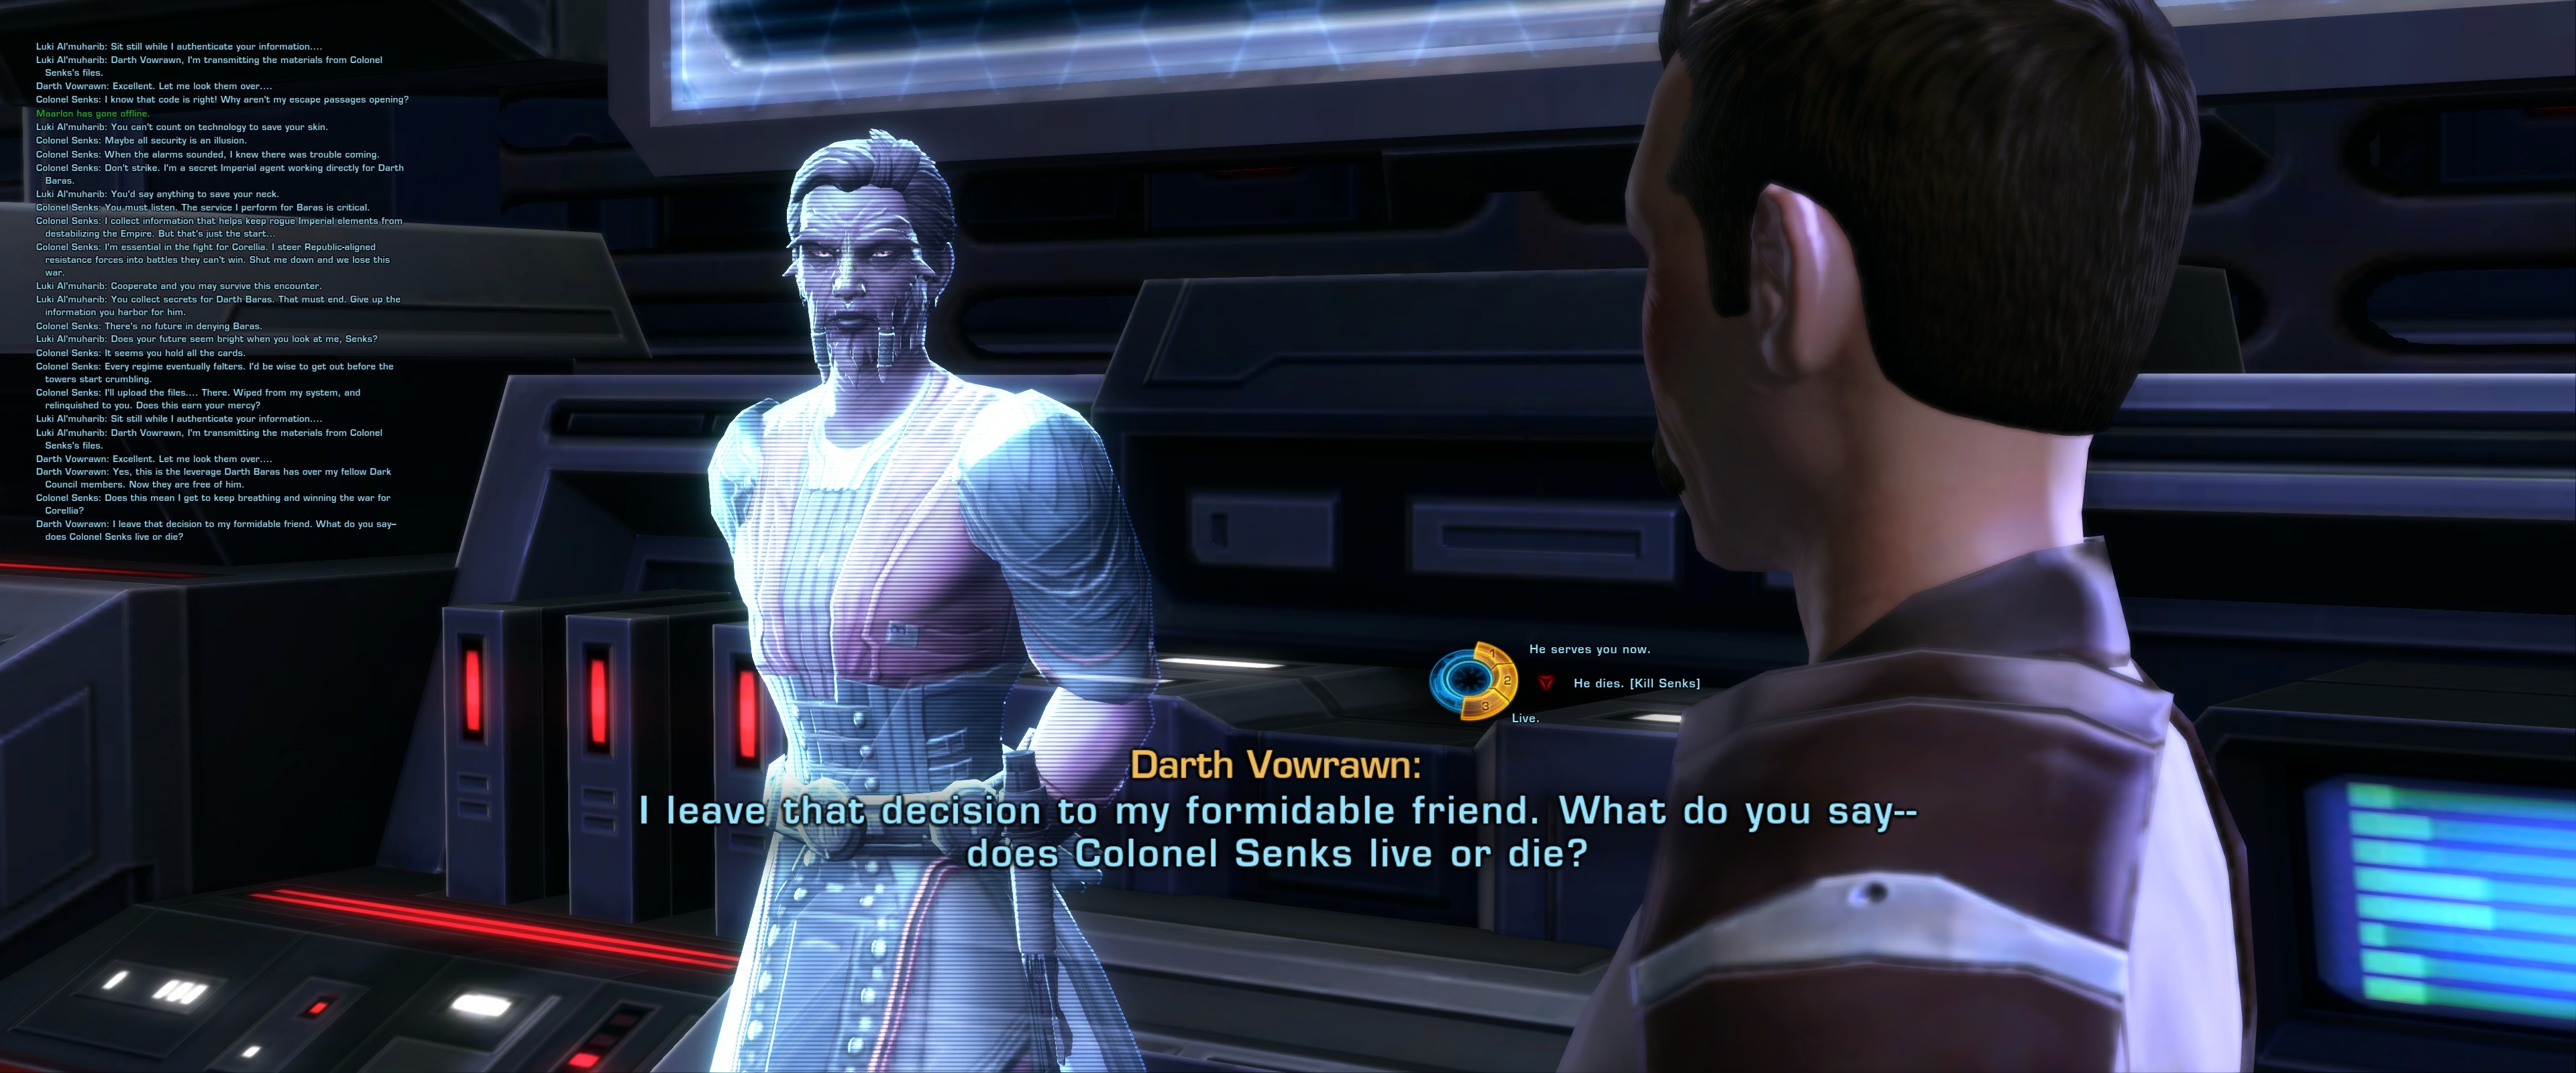 Luki Al'muharib: Sit still while I authenticate your information....
Luki Al'muharib: Darth Vowrawn, I'm transmitting the materials from Colonel
Senks's files.
Darth Vowrawn: Excellent. Let me look them over....
Colonel Senks: I know that code is right! Why aren't my escape passages opening?
Maarlon has gone offline.
Luki Al'muharib: You can't count on technology to save your skin.
Colonel Senks: Maybe all security is an illusion.
Colonel Senks: When the alarms sounded, I knew there was trouble coming.
Colonel Senks: Don't strike. I'm a secret Imperial agent working directly for Darth
Baras.
Luki Al'muharib: You'd say anything to save your neck.
Colonel Senks: You must listen. The service I perform for Baras is critical.
Colonel Senks: I collect information that helps keep rogue Imperial elements from
destabilizing the Empire. But that's just the start...
Colonel Senks: I'm essential in the fight for Corellia. I steer Republic-aligned
resistance forces into battles they can't win. Shut me down and we lose this
war.
Luki Al'muharib: Cooperate and you may survive this encounter.
Luki Al'muharib: You collect secrets for Darth Baras. That must end. Give up the
information you harbor for him.
Colonel Senks: There's no future in denying Baras.
Luki Al'muharib: Does your future seem bright when you look at me, Senks?
Colonel Senks: It seems you hold all the cards.
Colonel Senks: Every regime eventually falters. I'd be wise to get out before the
towers start crumbling.
Colonel Senks: I'll upload the files.... There. Wiped from my system, and
relinquished to you. Does this earn your mercy?
Luki Al'muharib: Sit still while I authenticate your information....
Luki Al'muharib: Darth Vowrawn, I'm transmitting the materials from Colonel
Senks's files.
Darth Vowrawn: Excellent. Let me look them over....
Darth Vowrawn: Yes, this is the leverage Darth Baras has over my fellow Dark
Council members. Now they are free of him.
Colonel Senks: Does this mean I get to keep breathing and winning the war for
Corellia?
Darth Vowrawn: I leave that decision to my formidable friend. What do you say--
does Colonel Senks live or die?
1 He serves you now.
2 He dies. [Kill Senks]
3 Live.
Darth Vowrawn:
I leave that decision to my formidable friend. What do you say--
does Colonel Senks live or die?